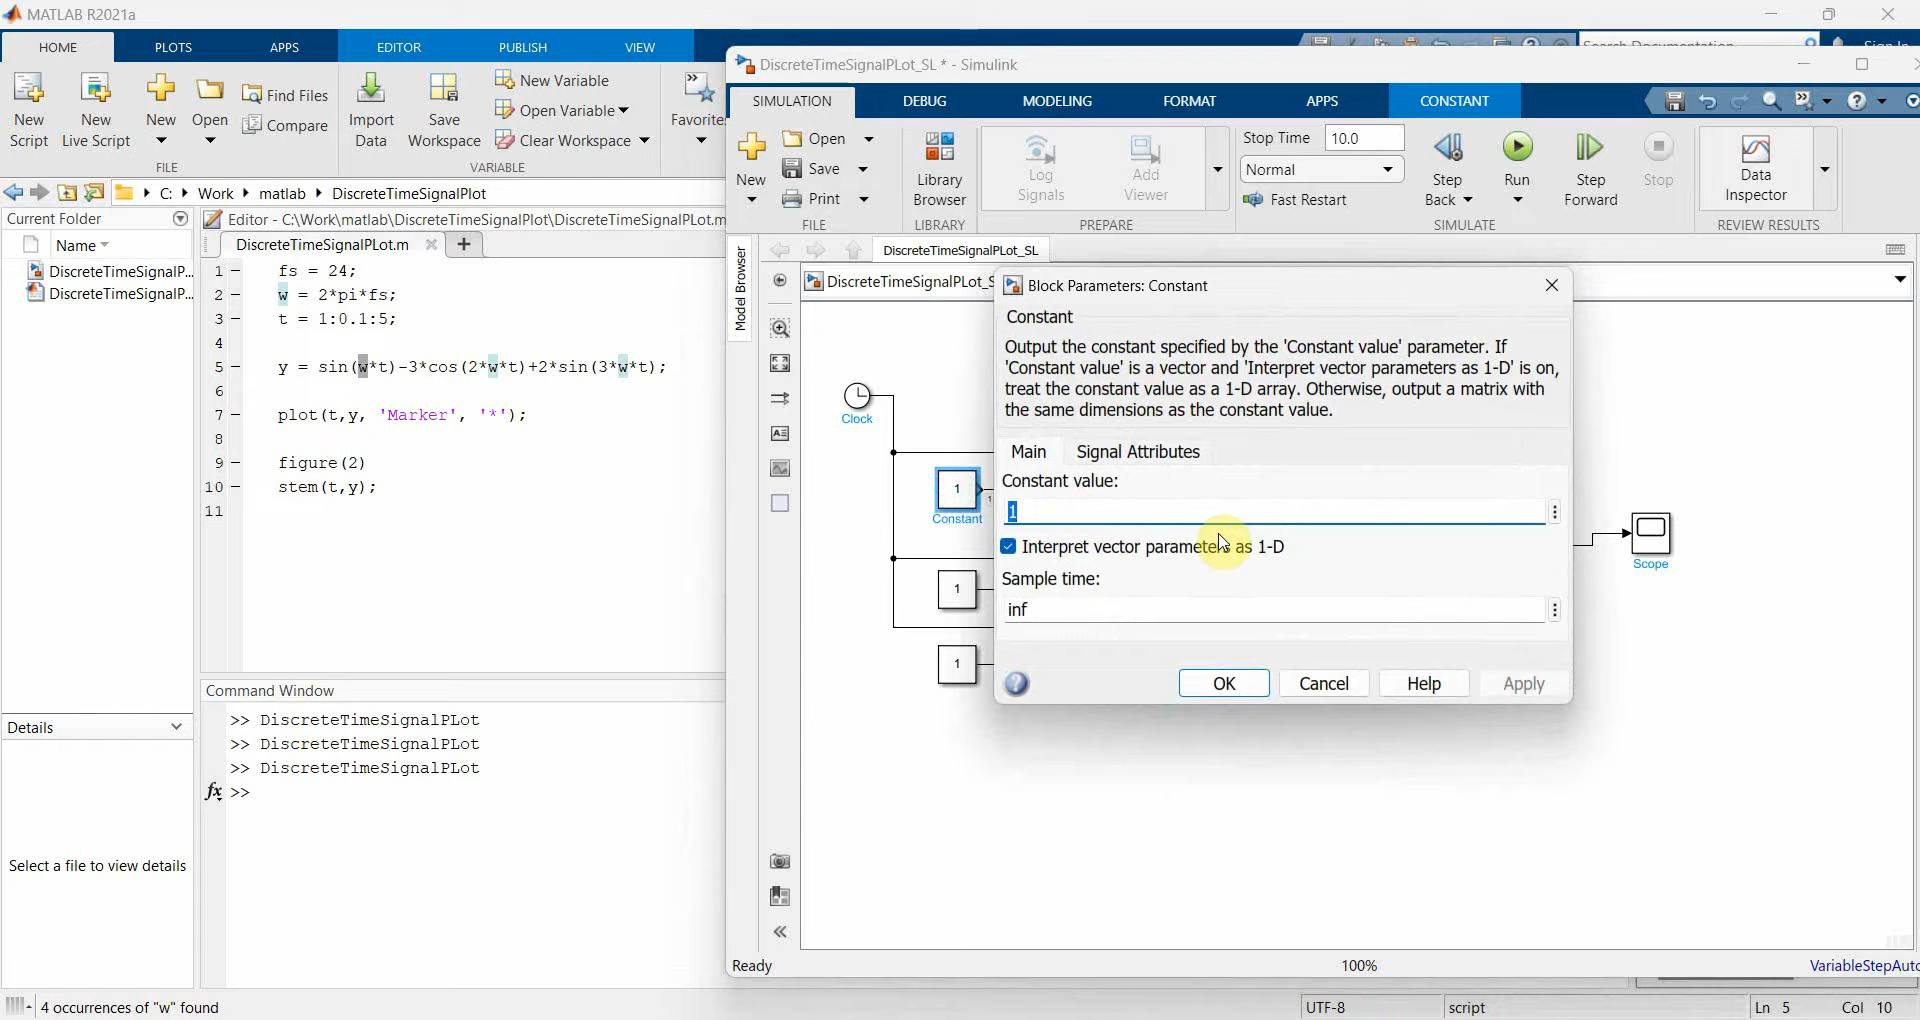 MATLAB R2021a
HOME PLOTS APPS EDITOR PUBLISH VIEW
New Script
New Live Script
New
Open
Find Files
Compare
FILE
Import Data
Save Workspace
New Variable
Open Variable
Clear Workspace
VARIABLE
Favorites
C: Work matlab DiscreteTimeSignalPlot
Current Folder
Name
DiscreteTimeSignalP...
DiscreteTimeSignalP...
Details
Select a file to view details
Editor - C:\Work\matlab\DiscreteTimeSignalPlot\DiscreteTimeSignalPLot.m
DiscreteTimeSignalPLot.m
1 fs = 24;
2 w = 2*pi*fs;
3 t = 1:0.1:5;
4
5 y = sin(w*t)-3*cos(2*w*t)+2*sin(3*w*t);
6
7 plot(t,y, 'Marker', '*');
8
9 figure(2)
10 stem(t,y);
11
Command Window
>> DiscreteTimeSignalPLot
>> DiscreteTimeSignalPLot
>> DiscreteTimeSignalPLot
fx >>
4 occurrences of "w" found
Search Documentation
DiscreteTimeSignalPLot_SL * - Simulink
SIMULATION DEBUG MODELING FORMAT APPS CONSTANT
New
Open
Save
Print
FILE
Library Browser
LIBRARY
Log Signals
Add Viewer
PREPARE
Stop Time 10.0
Normal
Fast Restart
Step Back
Run
Step Forward
Stop
SIMULATE
Data Inspector
REVIEW RESULTS
Model Browser
DiscreteTimeSignalPLot_SL
DiscreteTimeSignalPLot_S
Clock
1
Constant
1
1
1
Scope
Block Parameters: Constant
Constant
Output the constant specified by the 'Constant value' parameter. If
'Constant value' is a vector and 'Interpret vector parameters as 1-D' is on,
treat the constant value as a 1-D array. Otherwise, output a matrix with
the same dimensions as the constant value.
Main Signal Attributes
Constant value:
1
Interpret vector parameters as 1-D
Sample time:
inf
OK Cancel Help Apply
Ready 100% VariableStepAuto
UTF-8 script Ln 5 Col 10